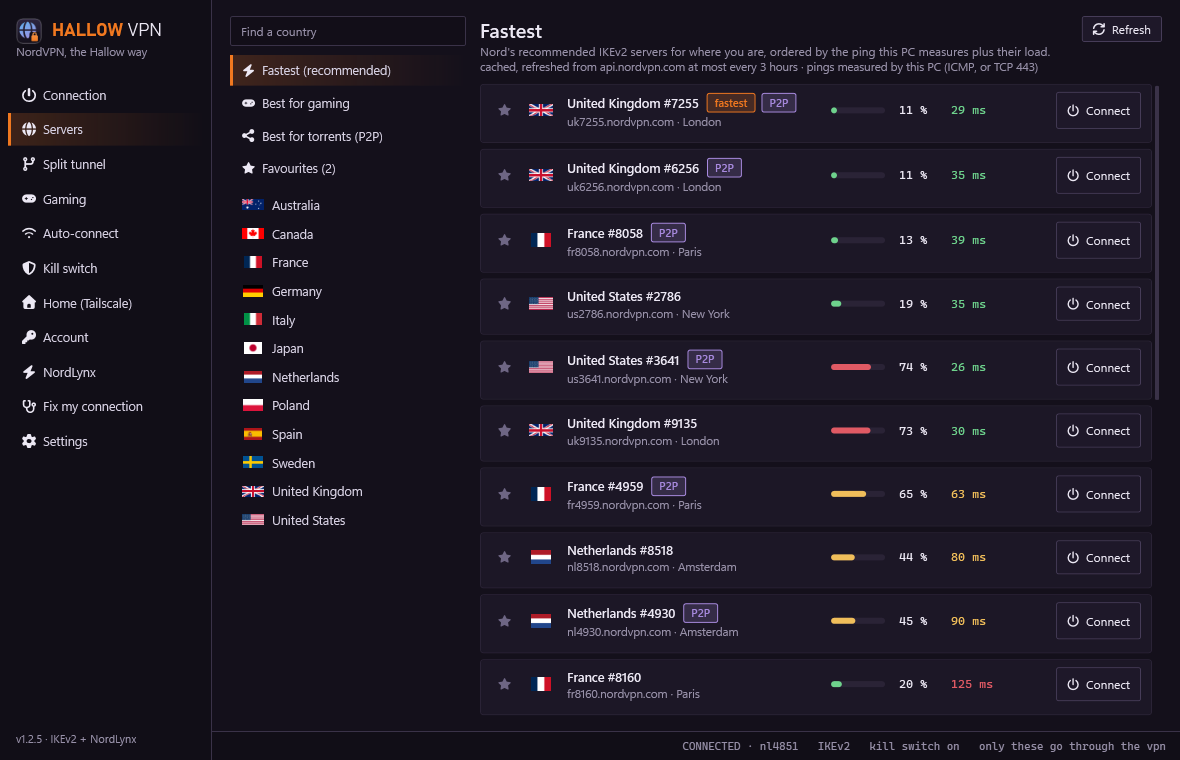 HALLOW VPN
NordVPN, the Hallow way
Connection
Servers
Split tunnel
Gaming
Auto-connect
Kill switch
Home (Tailscale)
Account
NordLynx
Fix my connection
Settings
v1.2.5 · IKEv2 + NordLynx
Find a country
Fastest (recommended)
Best for gaming
Best for torrents (P2P)
Favourites (2)
Australia
Canada
France
Germany
Italy
Japan
Netherlands
Poland
Spain
Sweden
United Kingdom
United States
Fastest
Refresh
Nord's recommended IKEv2 servers for where you are, ordered by the ping this PC measures plus their load.
cached, refreshed from api.nordvpn.com at most every 3 hours · pings measured by this PC (ICMP, or TCP 443)
United Kingdom #7255 fastest P2P
uk7255.nordvpn.com · London
11 % 29 ms Connect
United Kingdom #6256 P2P
uk6256.nordvpn.com · London
11 % 35 ms Connect
France #8058 P2P
fr8058.nordvpn.com · Paris
13 % 39 ms Connect
United States #2786
us2786.nordvpn.com · New York
19 % 35 ms Connect
United States #3641 P2P
us3641.nordvpn.com · New York
74 % 26 ms Connect
United Kingdom #9135
uk9135.nordvpn.com · London
73 % 30 ms Connect
France #4959 P2P
fr4959.nordvpn.com · Paris
65 % 63 ms Connect
Netherlands #8518
nl8518.nordvpn.com · Amsterdam
44 % 80 ms Connect
Netherlands #4930 P2P
nl4930.nordvpn.com · Amsterdam
45 % 90 ms Connect
France #8160
fr8160.nordvpn.com · Paris
20 % 125 ms Connect
CONNECTED · nl4851 IKEv2 kill switch on only these go through the vpn